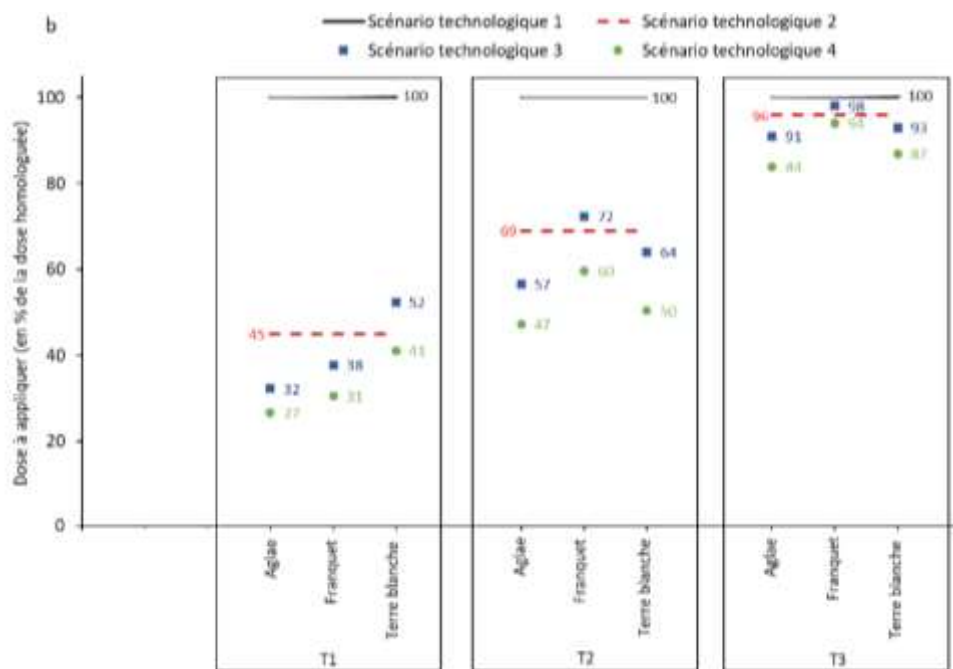 b
Scénario technologique 1
Scénario technologique 2
Scénario technologique 3
Scénario technologique 4
Dose à appliquer (en % de la dose homologuée)
100
80
60
40
20
0
100
45
52
32
38
41
27
31
Aglae
Franquet
Terre blanche
T1
100
69
72
57
64
47
60
50
Aglae
Franquet
Terre blanche
T2
100
96
98
91
93
84
94
87
Aglae
Franquet
Terre blanche
T3